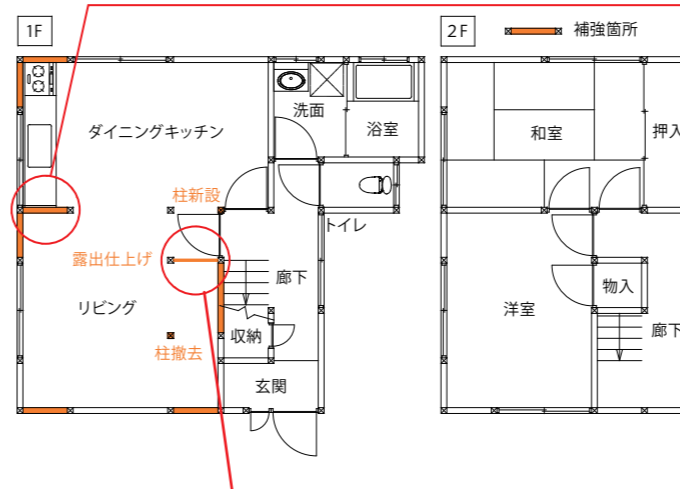 1F
2F
補強箇所
洗面
浴室
ダイニングキッチン
和室
押入
柱新設
トイレ
露出仕上げ
廊下
リビング
物入
洋室
収納
廊下
柱撤去
玄関